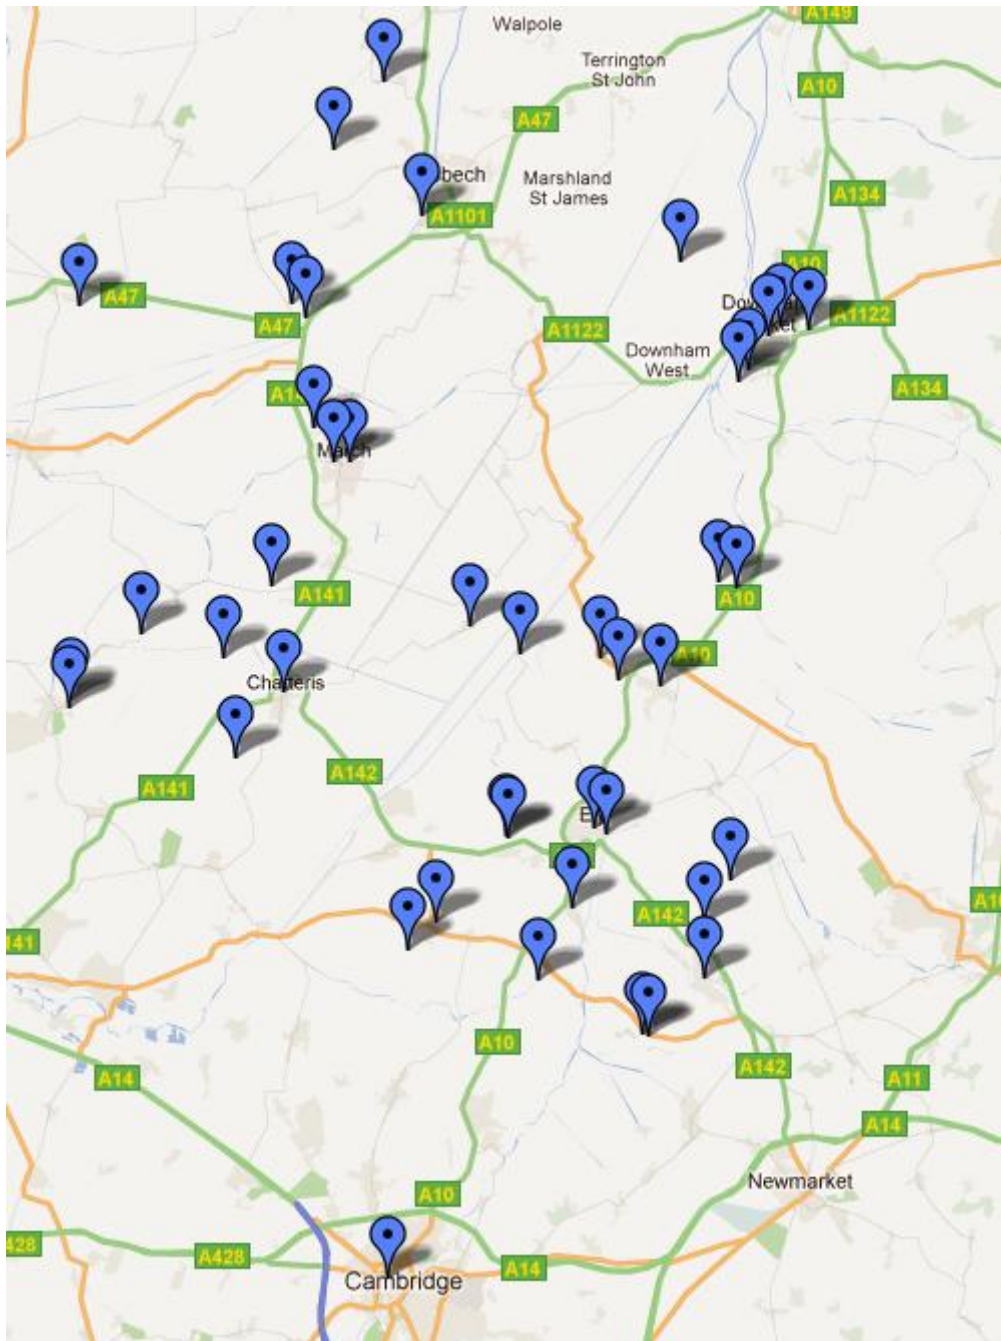 A149
Walpole
Terrington
St John
A10
A47
bech
Marshland
St James
A134
A1101
A10
A47
A1122
A47
A1122
Downham
West
A134
March
A141
A10
A10
Chatteris
A142
A141
A142
141
A10
A142
A14
A11
A14
Newmarket
A10
428
A428
A14
Cambridge